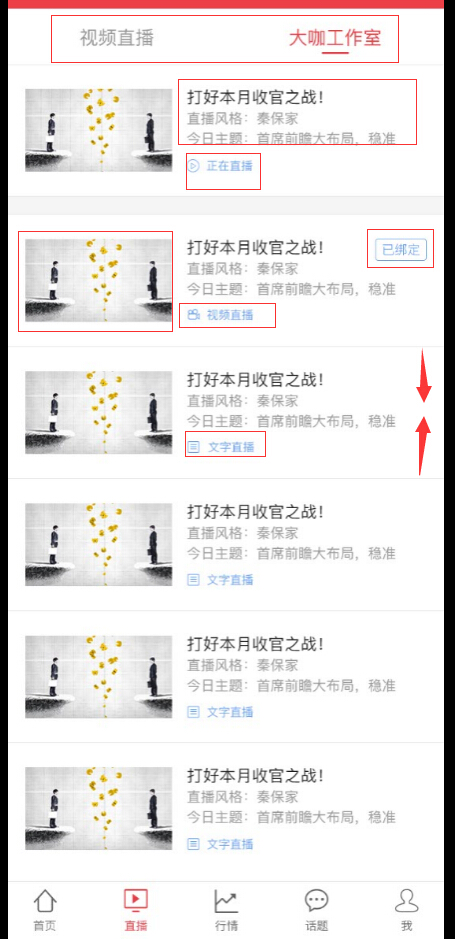 视频直播
大咖工作室
打好本月收官之战！
直播风格：秦保家
今日主题：首席前瞻大布局，稳准
正在直播
打好本月收官之战！
已绑定
直播风格：秦保家
今日主题：首席前瞻大布局，稳准
视频直播
打好本月收官之战！
直播风格：秦保家
今日主题：首席前瞻大布局，稳准
文字直播
打好本月收官之战！
直播风格：秦保家
今日主题：首席前瞻大布局，稳准
文字直播
打好本月收官之战！
直播风格：秦保家
今日主题：首席前瞻大布局，稳准
文字直播
打好本月收官之战！
直播风格：秦保家
今日主题：首席前瞻大布局，稳准
文字直播
首页
直播
行情
话题
我